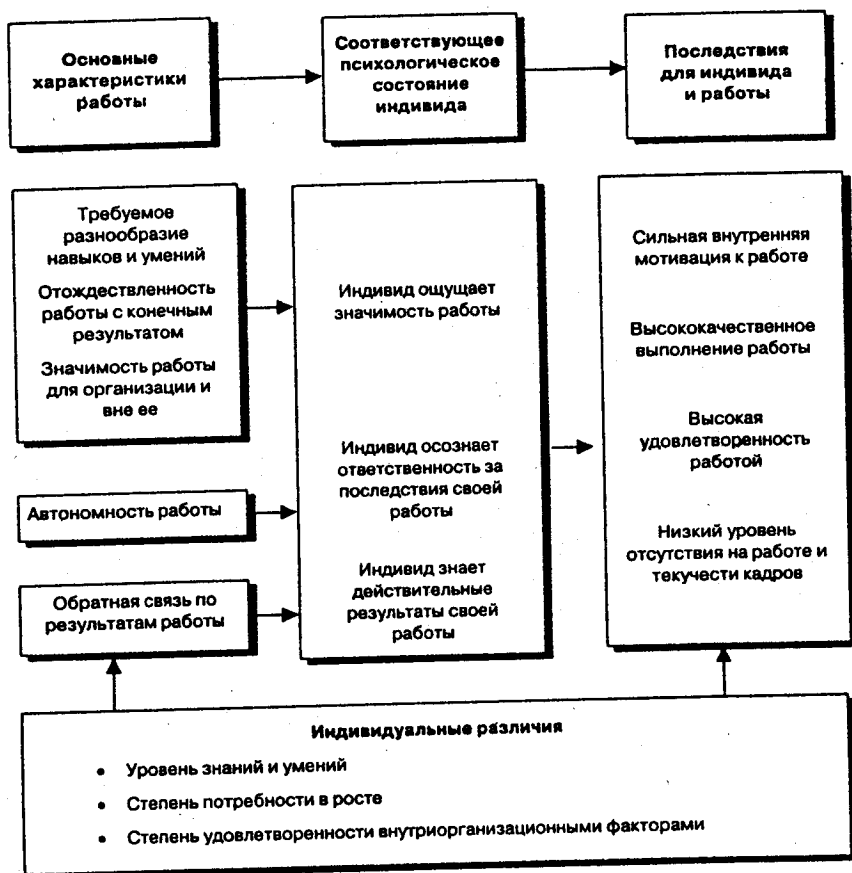 Основные
характеристики
работы
Соответствующее
психологическое
состояние
индивида
Последствия
для индивида
и работы
Требуемое
разнообразие
навыков и умений
Отождествленность
работы с конечным
результатом
Значимость работы
для организации и
вне ее
Автономность работы
Обратная связь по
результатам работы
Индивид ощущает
значимость работы
Индивид осознает
ответственность за
последствия своей
работы
Индивид знает
действительные
результаты своей
работы
Сильная внутренняя
мотивация к работе
Высококачественное
выполнение работы
Высокая
удовлетворенность
работой
Низкий уровень
отсутствия на работе и
текучести кадров
Индивидуальные различия
• Уровень знаний и умений
• Степень потребности в росте
• Степень удовлетворенности внутриорганизационными факторами